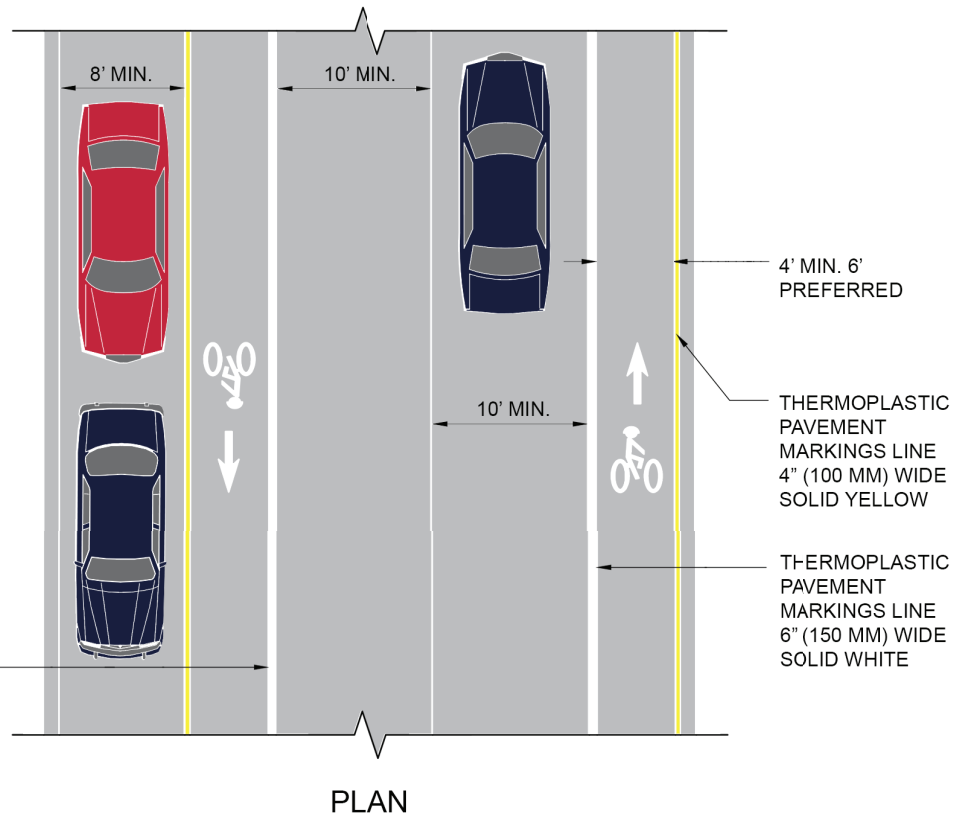 8’ MIN.
10’ MIN.
4’ MIN. 6’
PREFERRED
10’ MIN.
THERMOPLASTIC
PAVEMENT
MARKINGS LINE
4” (100 MM) WIDE
SOLID YELLOW
THERMOPLASTIC
PAVEMENT
MARKINGS LINE
6” (150 MM) WIDE
SOLID WHITE
PLAN